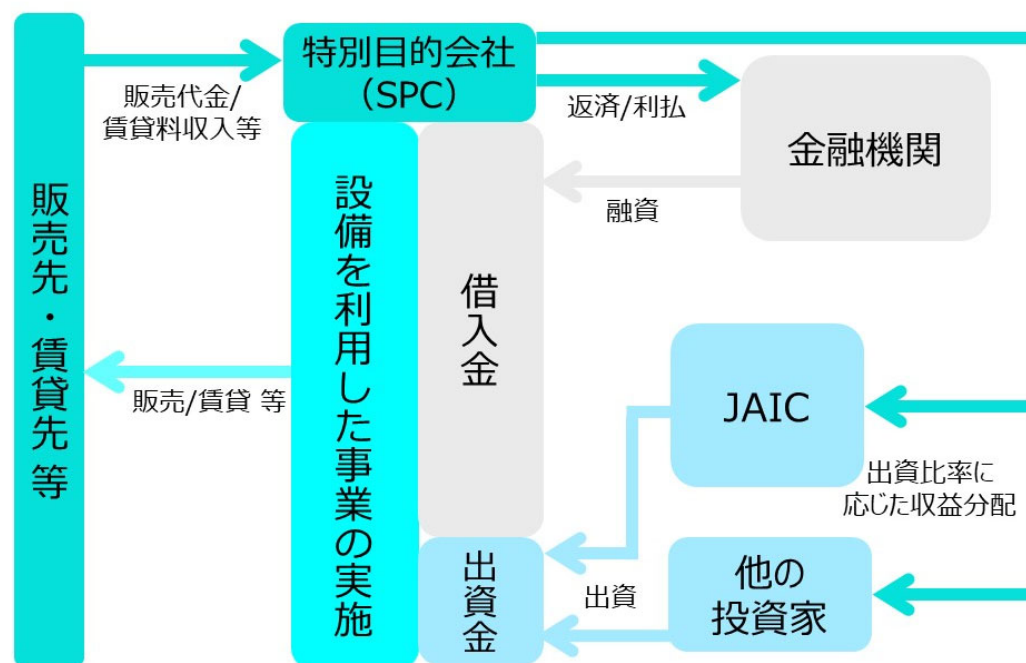 特別目的会社
（SPC）
販売代金/
賃貸料収入等
返済/利払
金融機関
融資
販売先・賃貸先 等
設備を利用した事業の実施
借入金
販売/賃貸 等
JAIC
出資比率に
応じた収益分配
出資金
出資
他の
投資家